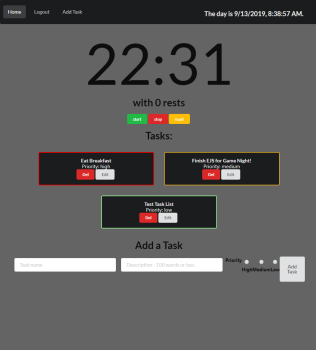 Home Logout Add Task The day is 9/13/2019, 8:38:57 AM.
22:31
with 0 rests
start stop reset
Tasks:
Eat Breakfast
Priority: high
Del Edit
Finish EJS for Game Night!
Priority: medium
Del Edit
Test Task List
Priority: low
Del Edit
Add a Task
Task name
Description - 100 words or less
Priority
High Medium Low
Add
Task